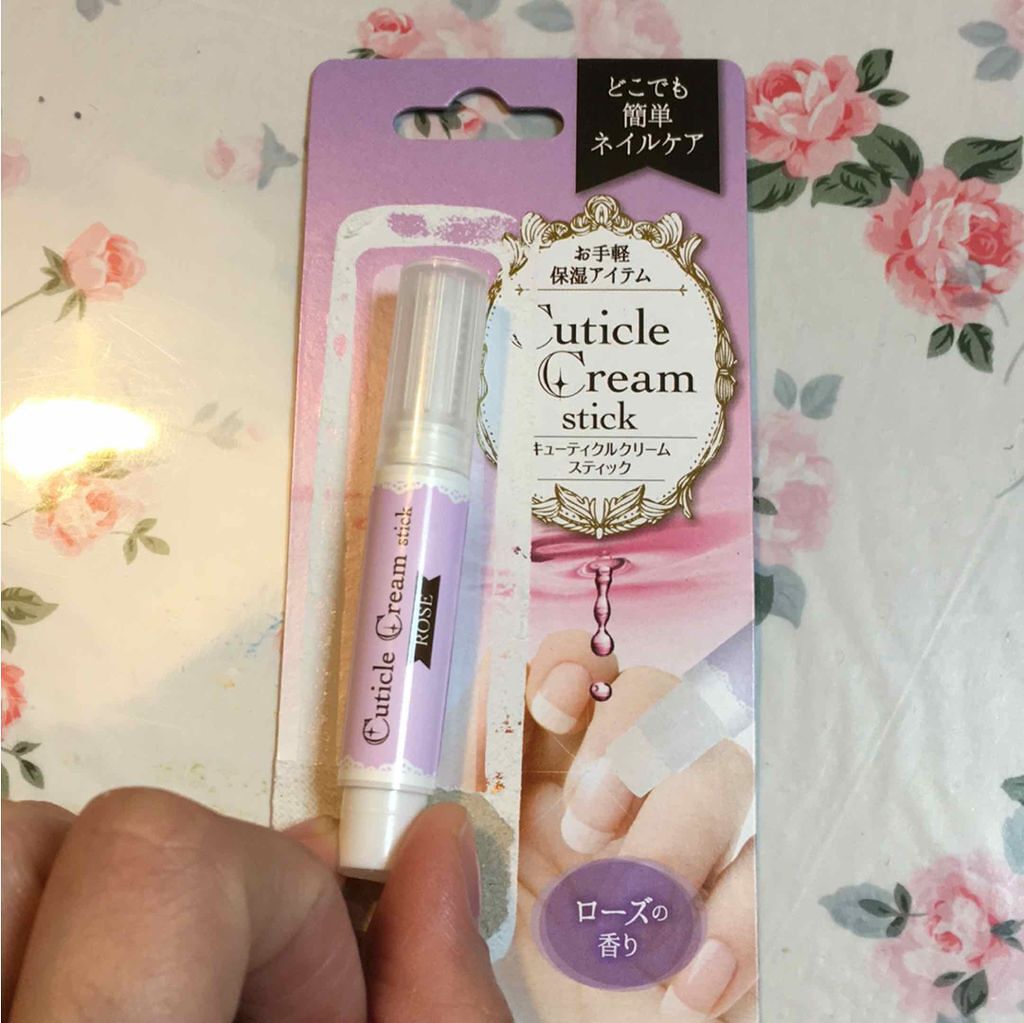 どこでも
簡単
ネイルケア
お手軽
保湿アイテム
Cuticle
Cream
stick
キューティクルクリーム
スティック
Cuticle Cream stick
ROSE
ローズの
香り